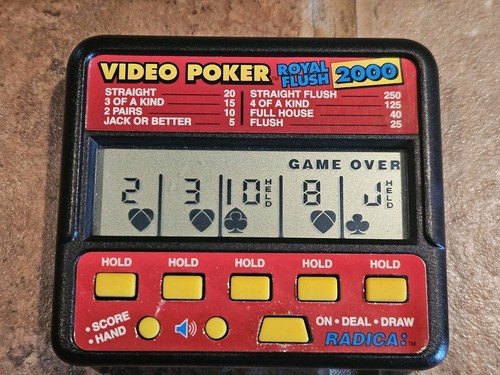 VIDEO POKER™ ROYAL FLUSH 2000
STRAIGHT 20
3 OF A KIND 15
2 PAIRS 10
JACK OR BETTER 5
STRAIGHT FLUSH 250
4 OF A KIND 125
FULL HOUSE 40
FLUSH 25
GAME OVER
2 3 10 HELD 8 J HELD
HOLD HOLD HOLD HOLD HOLD
• SCORE
• HAND
ON • DEAL • DRAW
RADICA:™